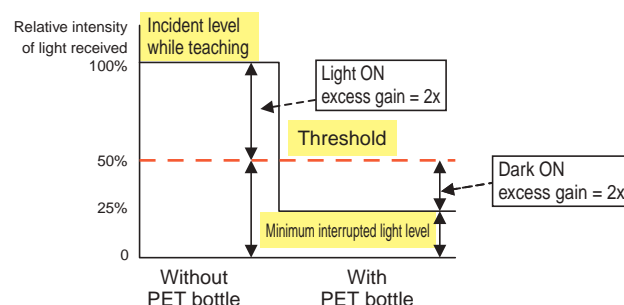 Relative intensity
of light received
Incident level
while teaching
100%
Light ON
excess gain = 2x
Threshold
50%
Dark ON
excess gain = 2x
25%
Minimum interrupted light level
0
Without
PET bottle
With
PET bottle